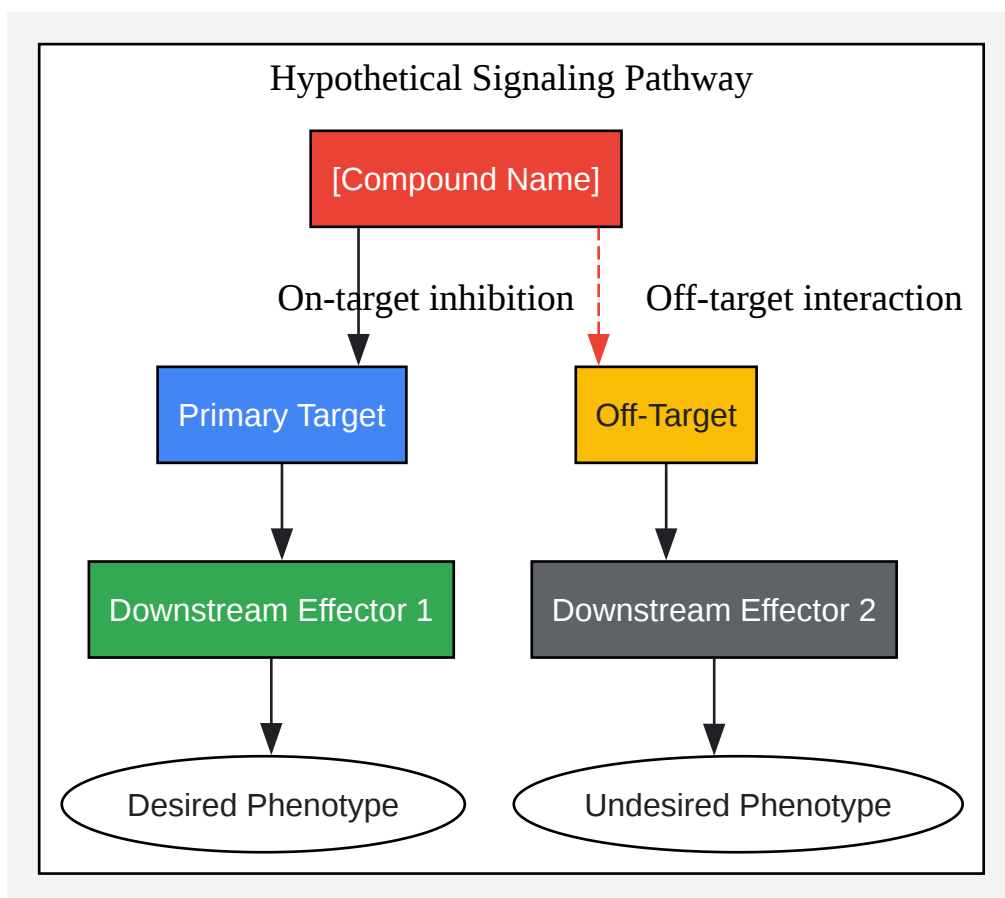 Hypothetical Signaling Pathway
[Compound Name]
On-target inhibition
Off-target interaction
Primary Target
Off-Target
Downstream Effector 1
Downstream Effector 2
Desired Phenotype
Undesired Phenotype